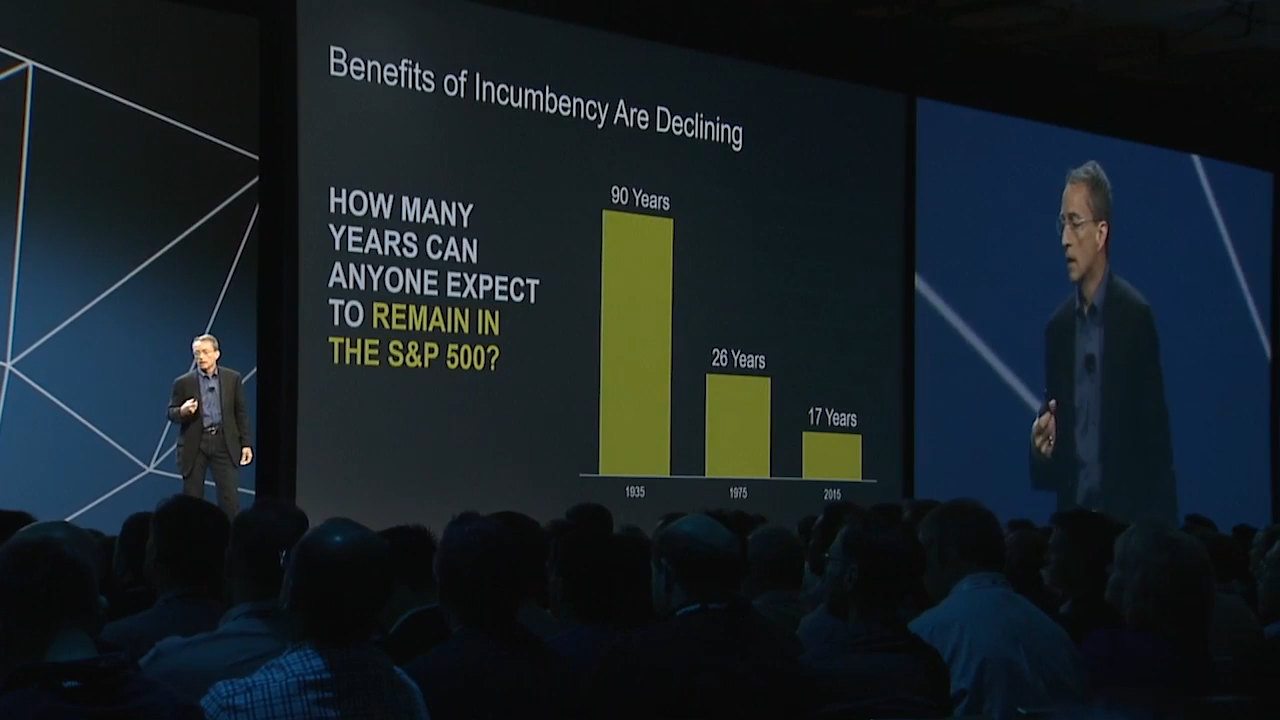 Benefits of Incumbency Are Declining
HOW MANY
YEARS CAN
ANYONE EXPECT
TO REMAIN IN
THE S&P 500?
90 Years
26 Years
17 Years
1935
1975
2015